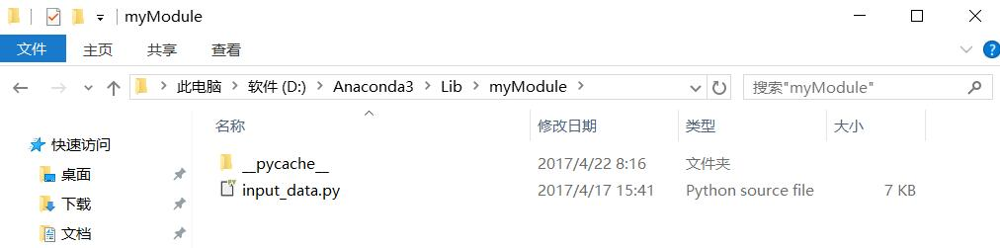 myModule
文件 主页 共享 查看
此电脑 软件 (D:) Anaconda3 Lib myModule 搜索"myModule"
名称 修改日期 类型 大小
快速访问
__pycache__ 2017/4/22 8:16 文件夹
桌面
input_data.py 2017/4/17 15:41 Python source file 7 KB
下载
文档